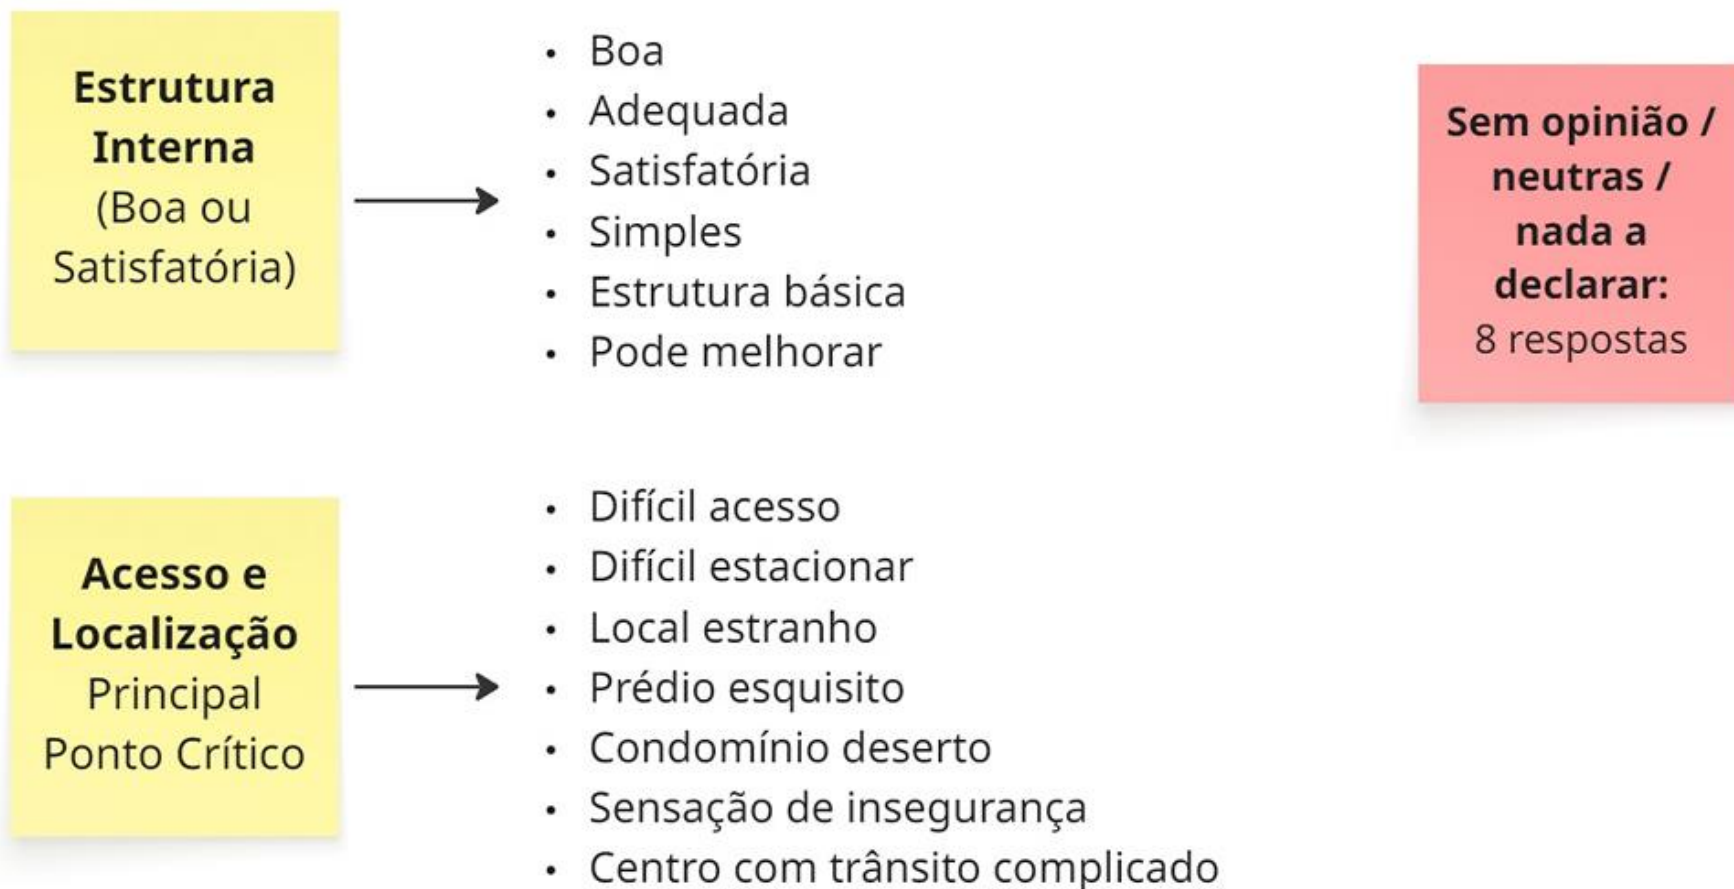 Estrutura
Interna
(Boa ou
Satisfatória)
• Boa
• Adequada
• Satisfatória
• Simples
• Estrutura básica
• Pode melhorar
Sem opinião /
neutras /
nada a
declarar:
8 respostas
Acesso e
Localização
Principal
Ponto Crítico
• Difícil acesso
• Difícil estacionar
• Local estranho
• Prédio esquisito
• Condomínio deserto
• Sensação de insegurança
• Centro com trânsito complicado